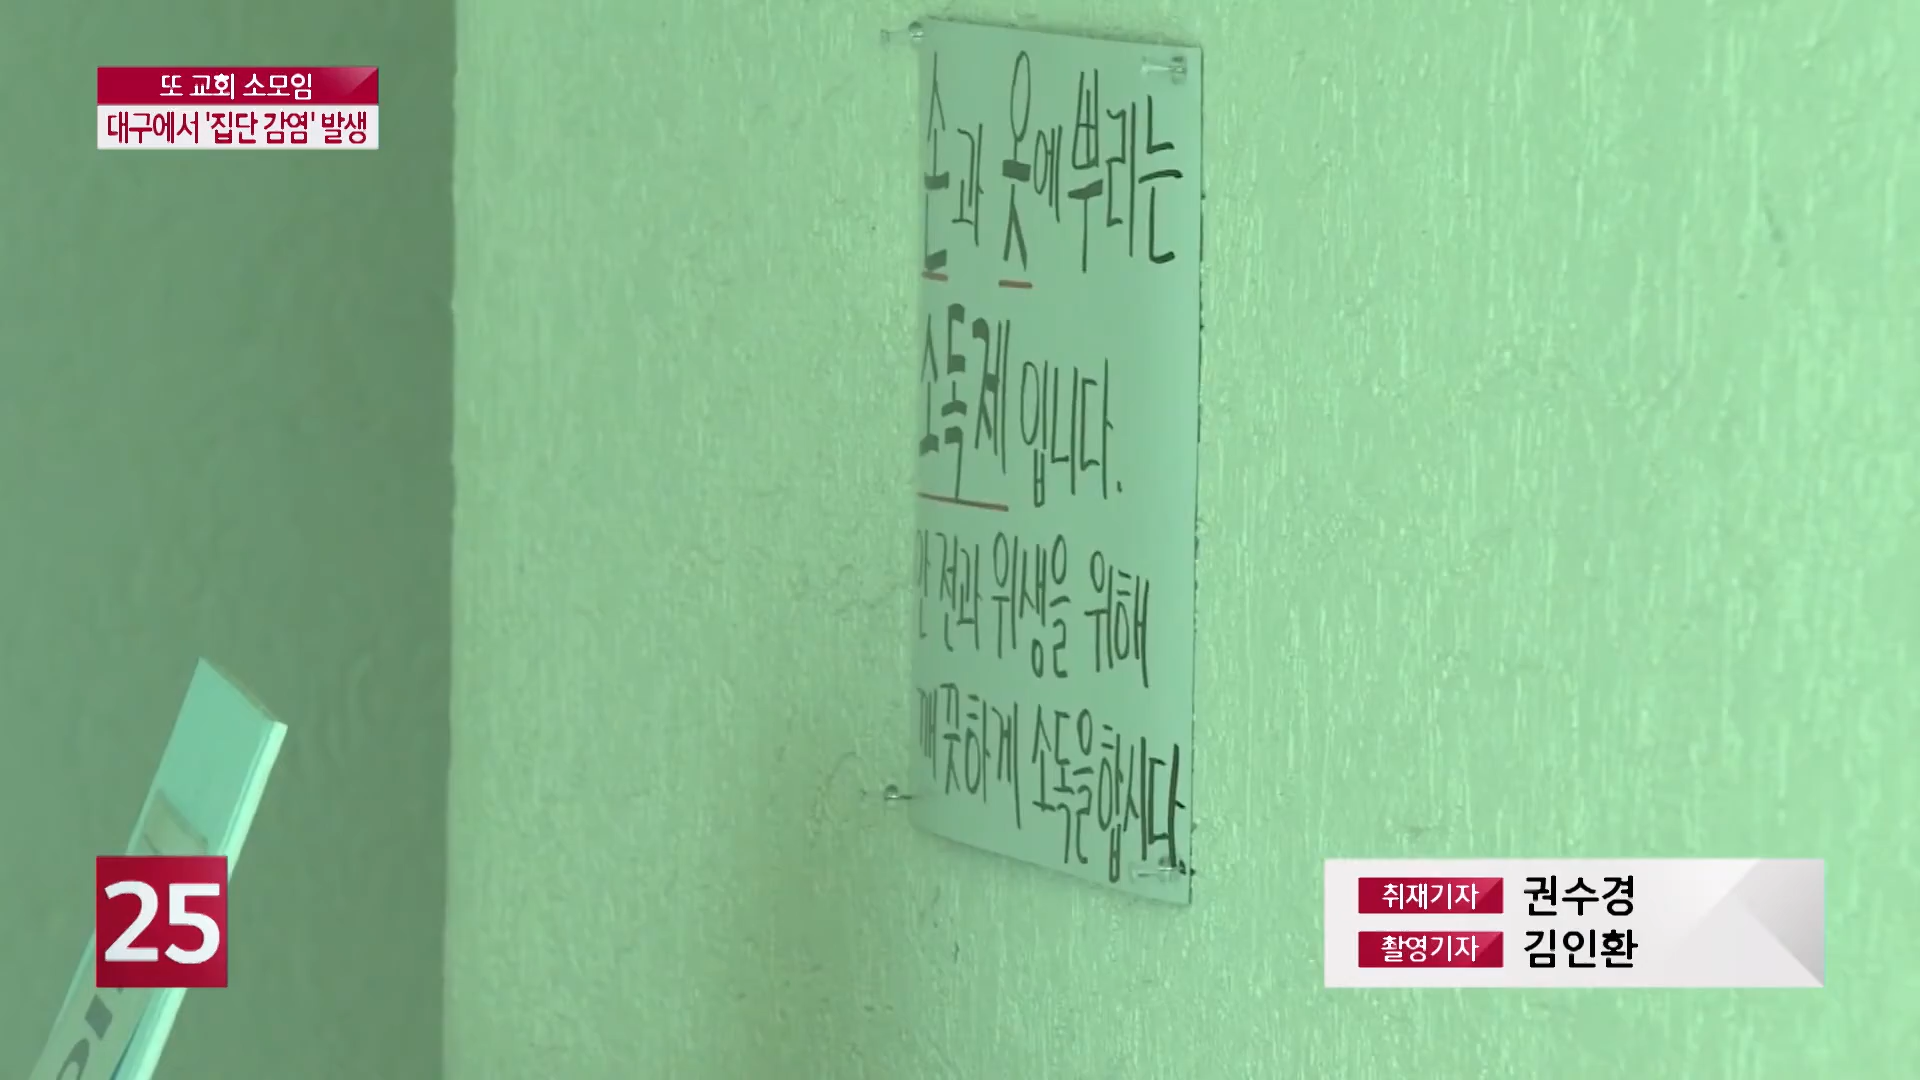 또 교회 소모임
대구에서 '집단 감염' 발생
손과 옷에 뿌리는
소독제 입니다.
안전과 위생을 위해
깨끗하게 소독을합시다.
25
취재기자 권수경
촬영기자 김인환